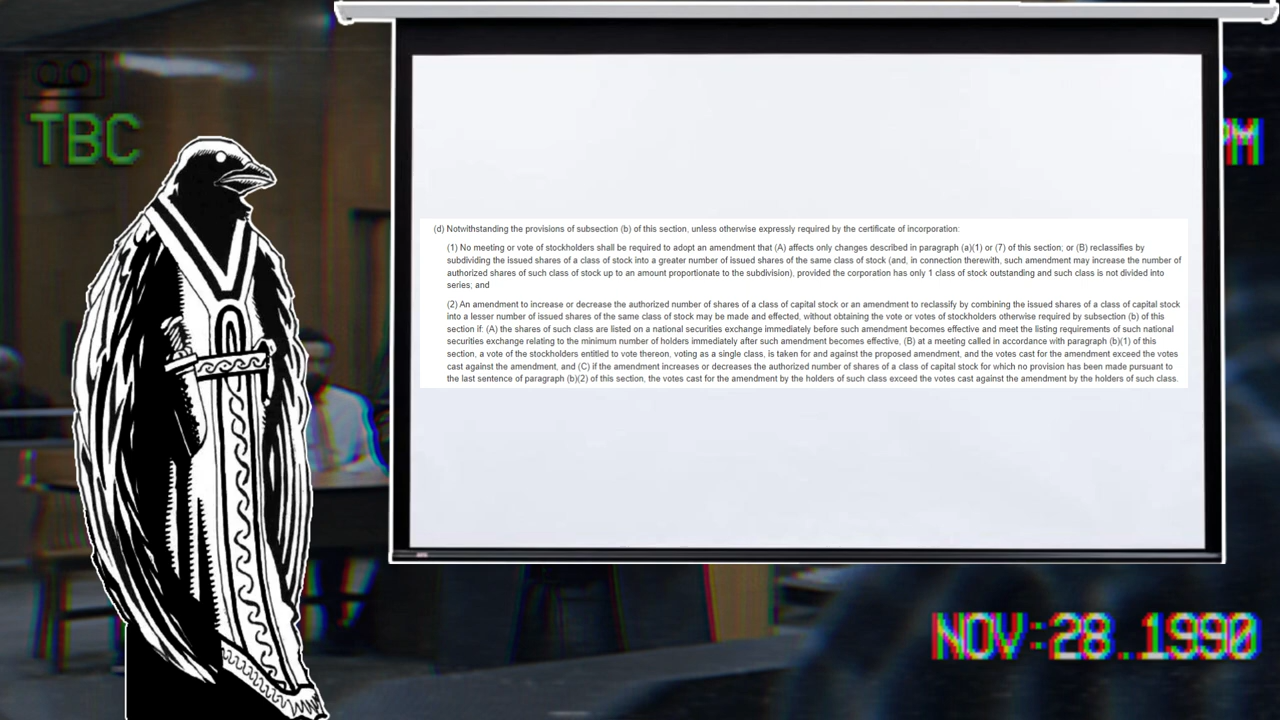 TBC
PM
(d) Notwithstanding the provisions of subsection (b) of this section, unless otherwise expressly required by the certificate of incorporation:
(1) No meeting or vote of stockholders shall be required to adopt an amendment that (A) affects only changes described in paragraph (a)(1) or (7) of this section; or (B) reclassifies by
subdividing the issued shares of a class of stock into a greater number of issued shares of the same class of stock (and, in connection therewith, such amendment may increase the number of
authorized shares of such class of stock up to an amount proportionate to the subdivision), provided the corporation has only 1 class of stock outstanding and such class is not divided into
series; and
(2) An amendment to increase or decrease the authorized number of shares of a class of capital stock or an amendment to reclassify by combining the issued shares of a class of capital stock
into a lesser number of issued shares of the same class of stock may be made and effected, without obtaining the vote or votes of stockholders otherwise required by subsection (b) of this
section if: (A) the shares of such class are listed on a national securities exchange immediately before such amendment becomes effective and meet the listing requirements of such national
securities exchange relating to the minimum number of holders immediately after such amendment becomes effective, (B) at a meeting called in accordance with paragraph (b)(1) of this
section, a vote of the stockholders entitled to vote thereon, voting as a single class, is taken for and against the proposed amendment, and the votes cast for the amendment exceed the votes
cast against the amendment, and (C) if the amendment increases or decreases the authorized number of shares of a class of capital stock for which no provision has been made pursuant to
the last sentence of paragraph (b)(2) of this section, the votes cast for the amendment by the holders of such class exceed the votes cast against the amendment by the holders of such class.
NOV:28..1990